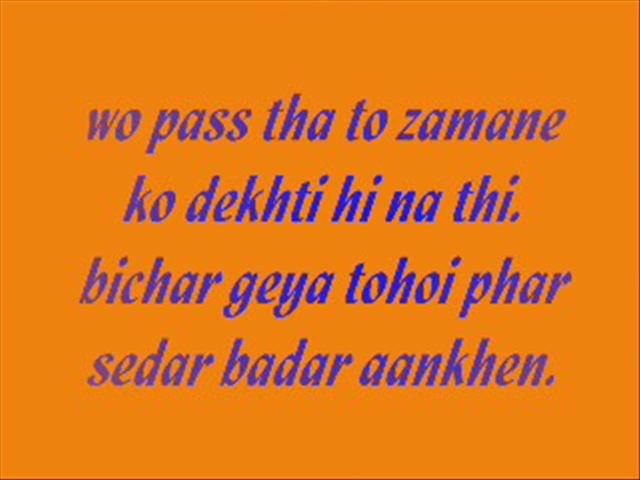 wo pass tha to zamane
ko dekhti hi na thi.
bichar geya tohoi phar
sedar badar aankhen.